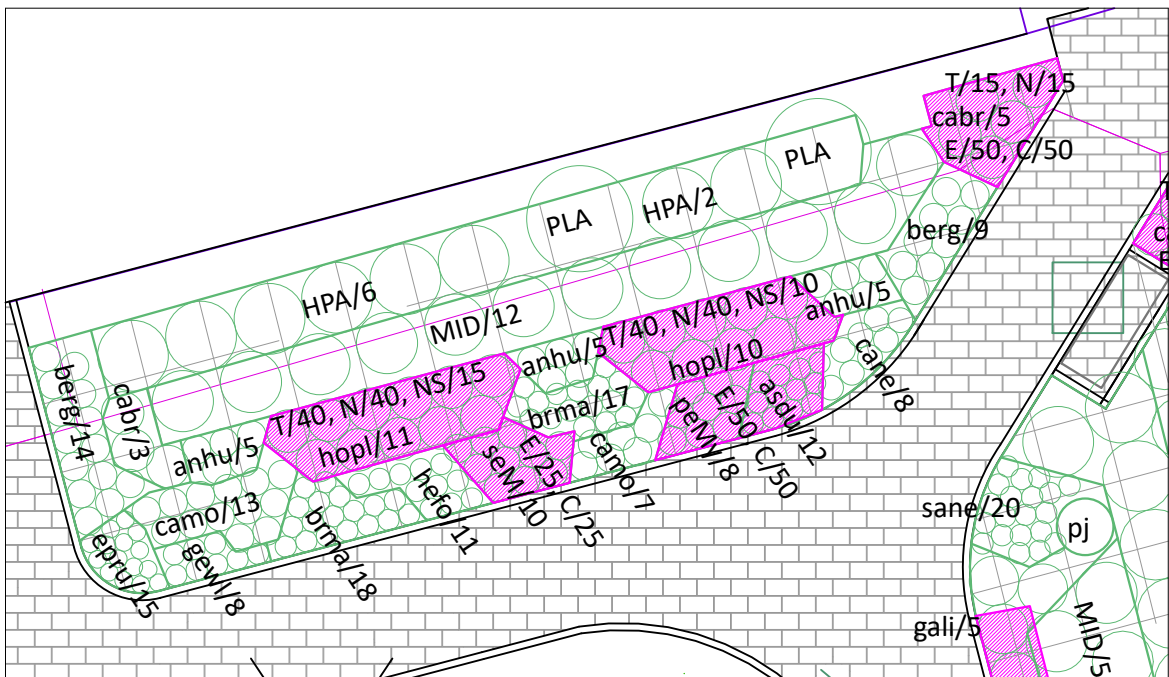 T/15, N/15
cabr/5
E/50, C/50
PLA
HPA/2
PLA
berg/9
HPA/6
MID/12
T/40, N/40, NS/10
anhu/5
hopl/10
anhu/5
cane/8
berg/14
cabr/3
T/40, N/40, NS/15
brma/17
E/50, C/50
asdu/12
peMV/8
anhu/5
hopl/11
seM/10
E/25, C/25
camo/7
camo/13
hefo/11
brma/18
epru/15
gewl/8
sane/20
pj
gali/5
MID/5